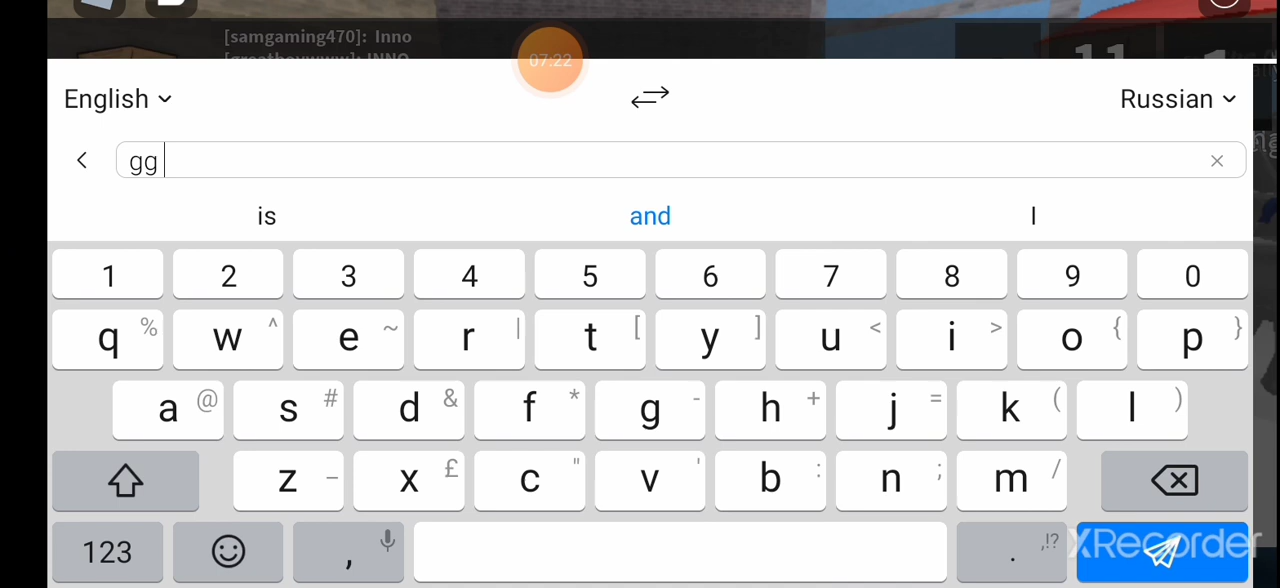 [samgaming470]: Inno
07:22
English
Russian
gg
is and I
1 2 3 4 5 6 7 8 9 0
q % w ^ e ~ r | t [ y ] u < i > o { p }
a @ s # d & f * g - h + j = k ( l )
z _ x £ c " v ' b : n ; m /
123 , . ,!?
XRecorder